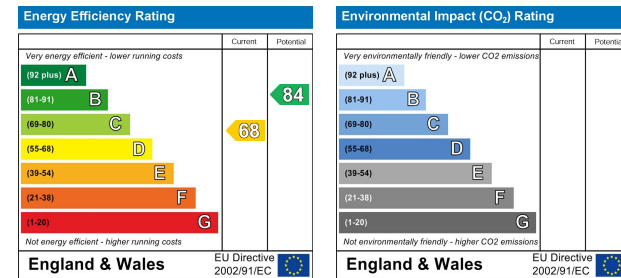 Energy Efficiency Rating
Current Potential
Very energy efficient - lower running costs
(92 plus) A
(81-91) B
84
(69-80) C
68
(55-68) D
(39-54) E
(21-38) F
(1-20) G
Not energy efficient - higher running costs
England & Wales
EU Directive
2002/91/EC
Environmental Impact (CO₂) Rating
Current Potentia
Very environmentally friendly - lower CO2 emissions
(92 plus) A
(81-91) B
(69-80) C
(55-68) D
(39-54) E
(21-38) F
(1-20) G
Not environmentally friendly - higher CO2 emissions
England & Wales
EU Directive
2002/91/EC